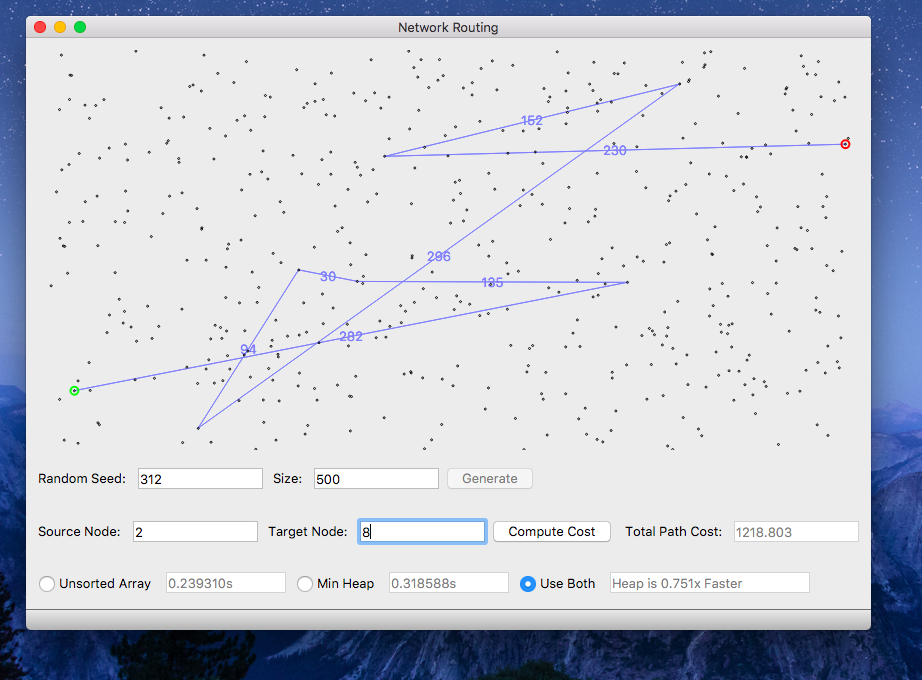 Network Routing
152
230
296
30
135
282
94
Random Seed: 312 Size: 500 Generate
Source Node: 2 Target Node: 8 Compute Cost Total Path Cost: 1218.803
Unsorted Array 0.239310s Min Heap 0.318588s Use Both Heap is 0.751x Faster